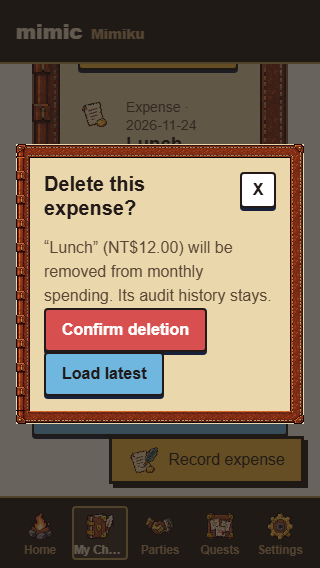 mimic Mimiku
Expense ·
2026-11-24
Lunch
Delete this
expense?
X
“Lunch” (NT$12.00) will be
removed from monthly
spending. Its audit history stays.
Confirm deletion
Load latest
Record expense
Home
My Ch...
Parties
Quests
Settings